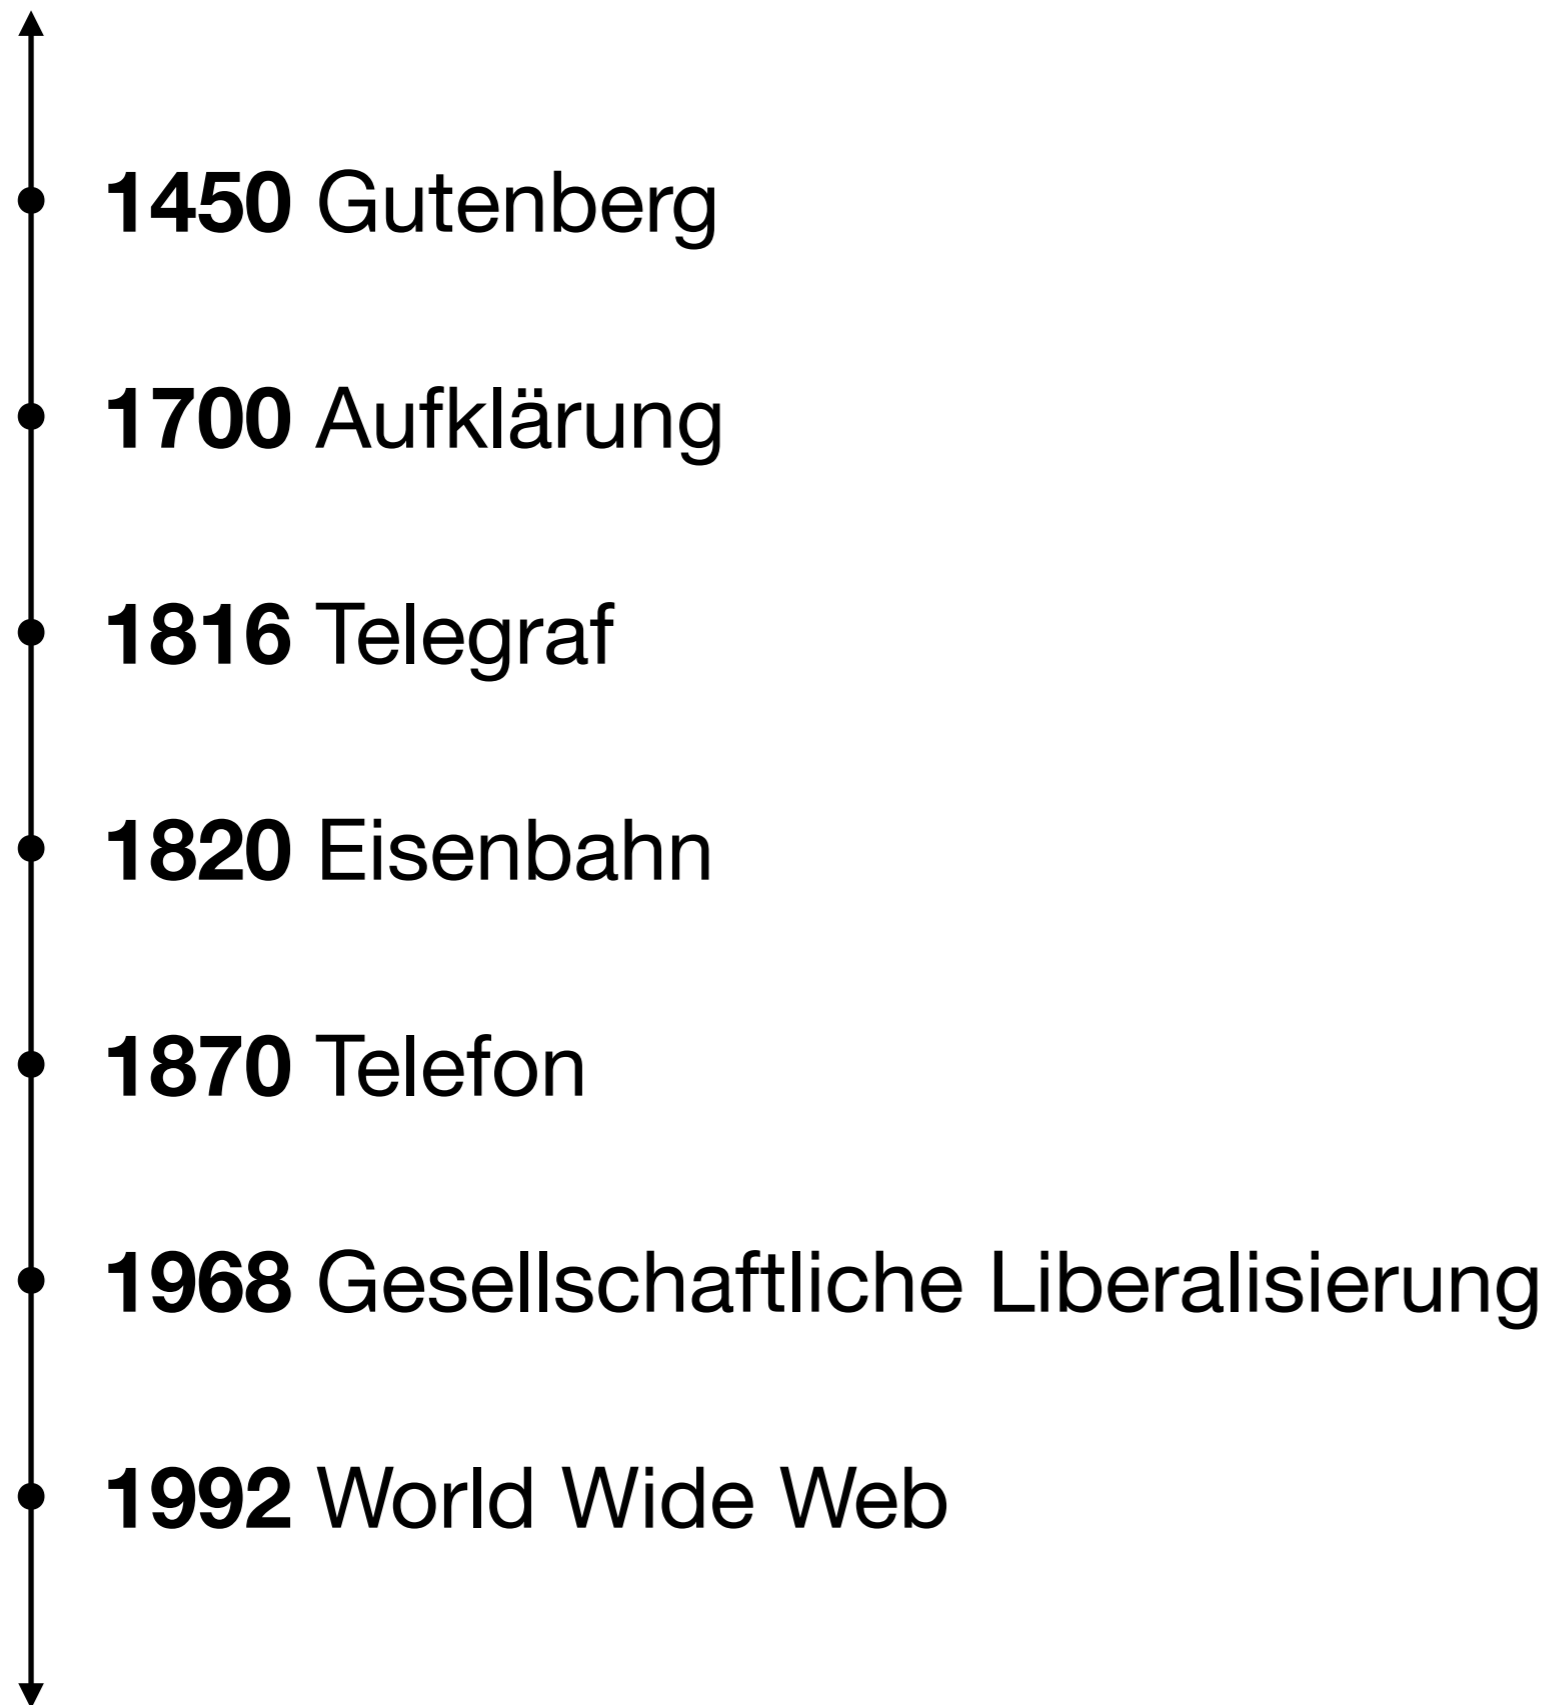 1450 Gutenberg
1700 Aufklärung
1816 Telegraf
1820 Eisenbahn
1870 Telefon
1968 Gesellschaftliche Liberalisierung
1992 World Wide Web